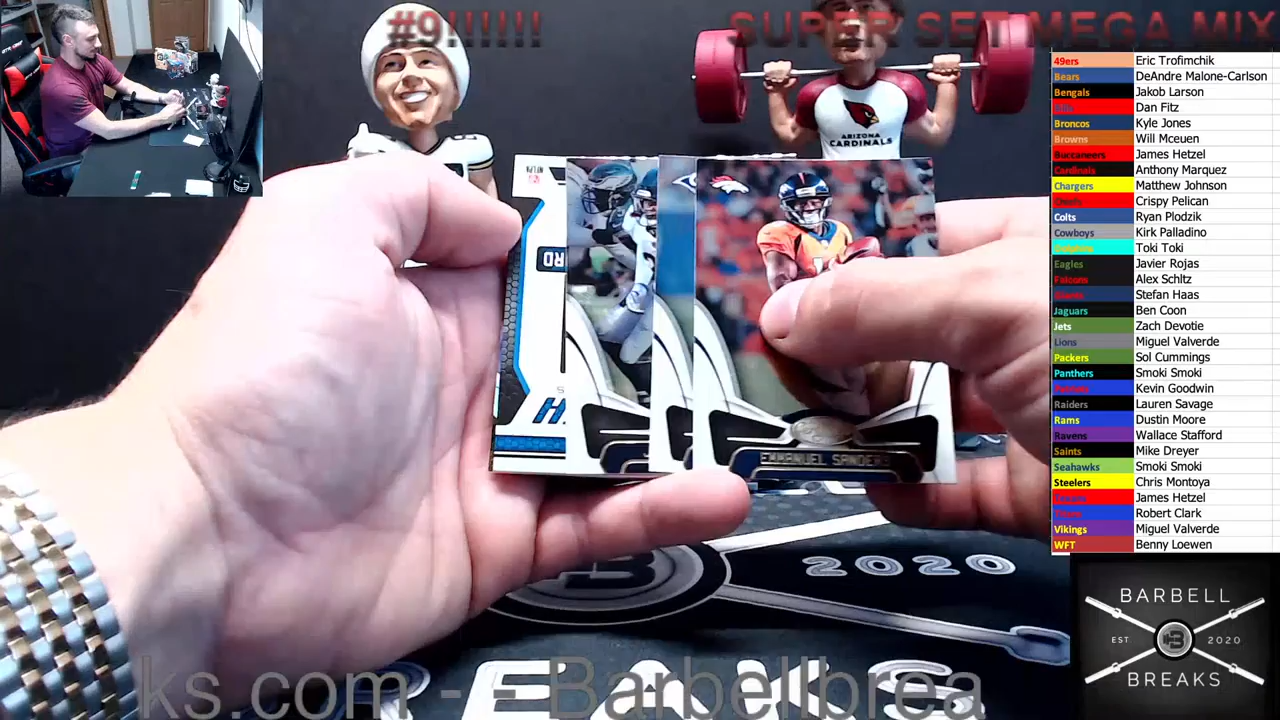 #9!!!!!!
SUPER SET MEGA MIX
49ers Eric Trofimchik
Bears DeAndre Malone-Carlson
Bengals Jakob Larson
Dan Fitz
Broncos Kyle Jones
Browns Will Mceuen
Buccaneers James Hetzel
Cardinals Anthony Marquez
Chargers Matthew Johnson
Chiefs Crispy Pelican
Colts Ryan Plodzik
Cowboys Kirk Palladino
Dolphins Toki Toki
Eagles Javier Rojas
Falcons Alex Schitz
Giants Stefan Haas
Jaguars Ben Coon
Jets Zach Devotie
Lions Miguel Valverde
Packers Sol Cummings
Panthers Smoki Smoki
Patriots Kevin Goodwin
Raiders Lauren Savage
Rams Dustin Moore
Ravens Wallace Stafford
Saints Mike Dreyer
Seahawks Smoki Smoki
Steelers Chris Montoya
Texans James Hetzel
Titans Robert Clark
Vikings Miguel Valverde
WFT Benny Loewen
ARIZONA
CARDINALS
EMMANUEL SANDERS
2020
BREAKS
BARBELL
EST 2020
BREAKS
ks.com - - Barbellbrea